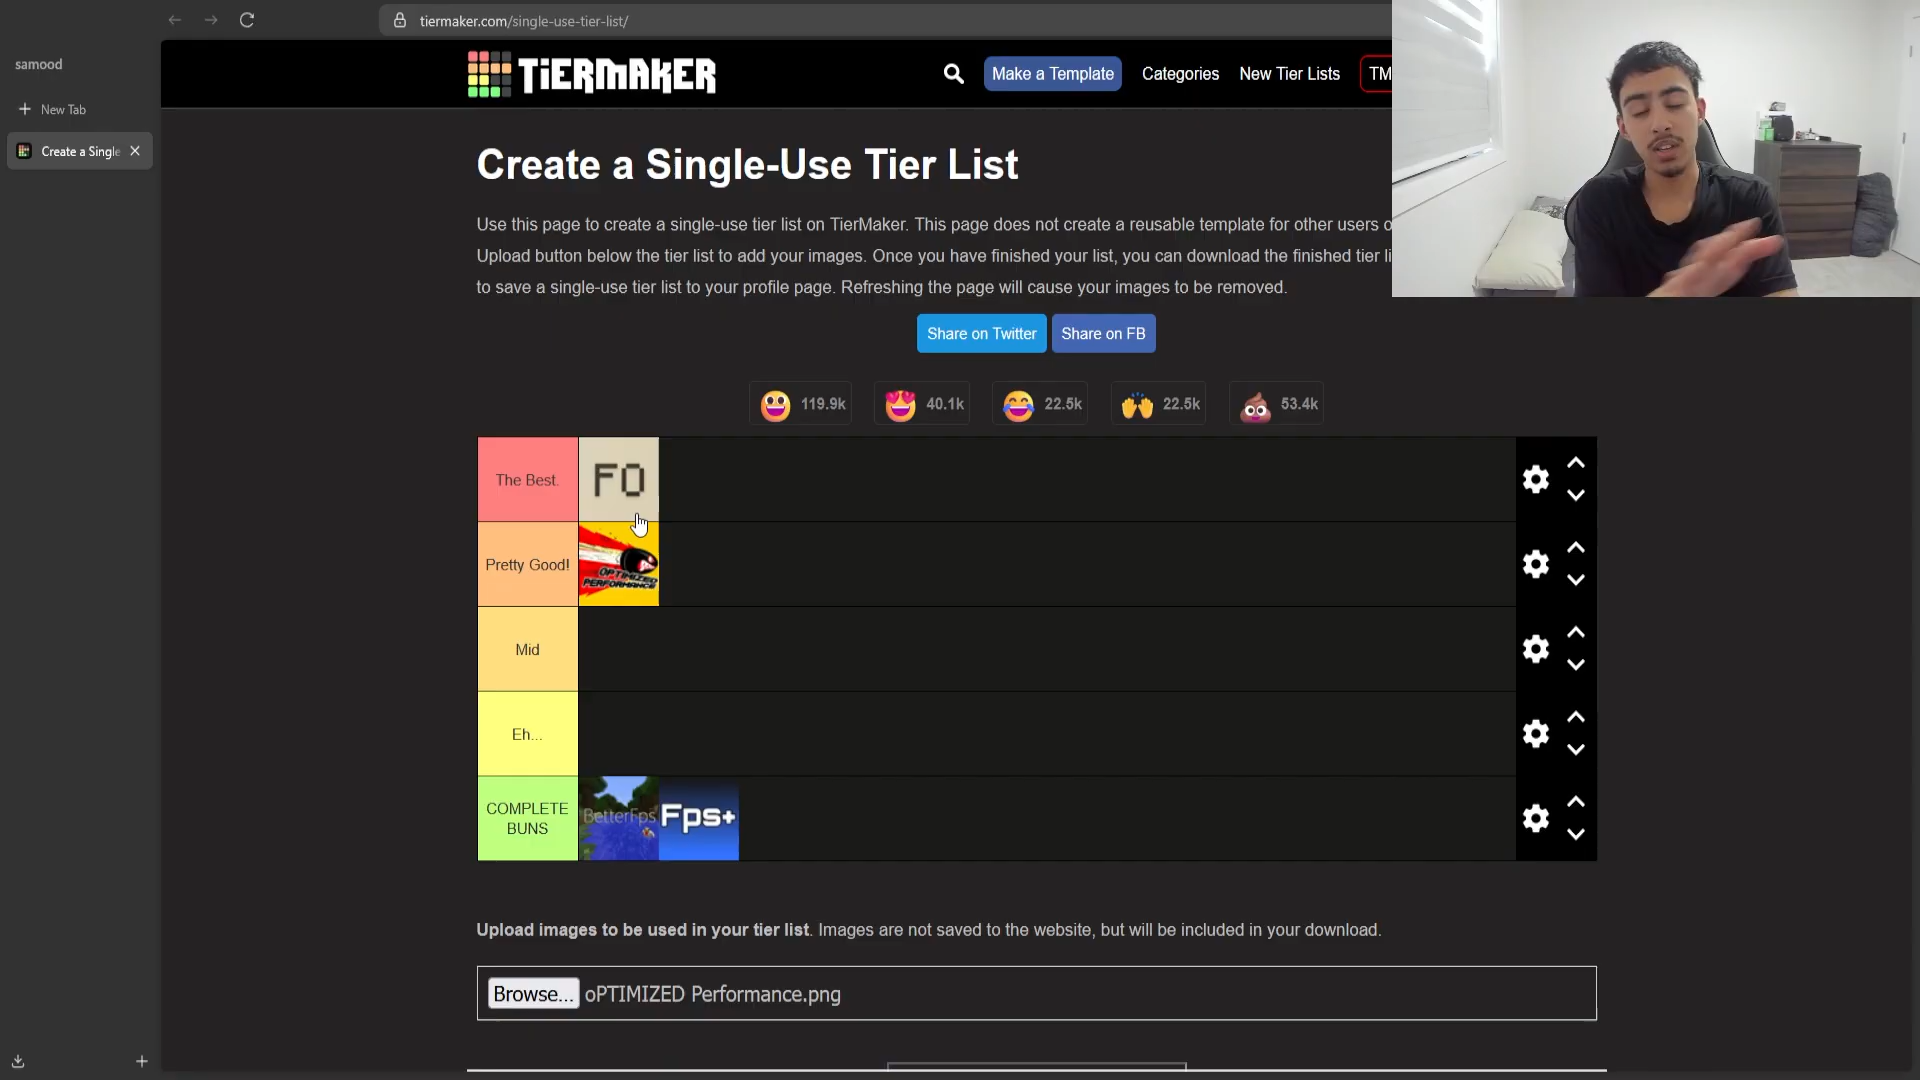 tiermaker.com/single-use-tier-list/
samood
New Tab
Create a Single
TiERMAKER
Make a Template
Categories
New Tier Lists
TM
Create a Single-Use Tier List
Use this page to create a single-use tier list on TierMaker. This page does not create a reusable template for other users o
Upload button below the tier list to add your images. Once you have finished your list, you can download the finished tier li
to save a single-use tier list to your profile page. Refreshing the page will cause your images to be removed.
Share on Twitter
Share on FB
119.9k
40.1k
22.5k
22.5k
53.4k
The Best.
FO
Pretty Good!
OPTIMIZED
PERFORMANCE
Mid
Eh...
COMPLETE
BUNS
BetterFps
Fps+
Upload images to be used in your tier list. Images are not saved to the website, but will be included in your download.
Browse... oPTIMIZED Performance.png